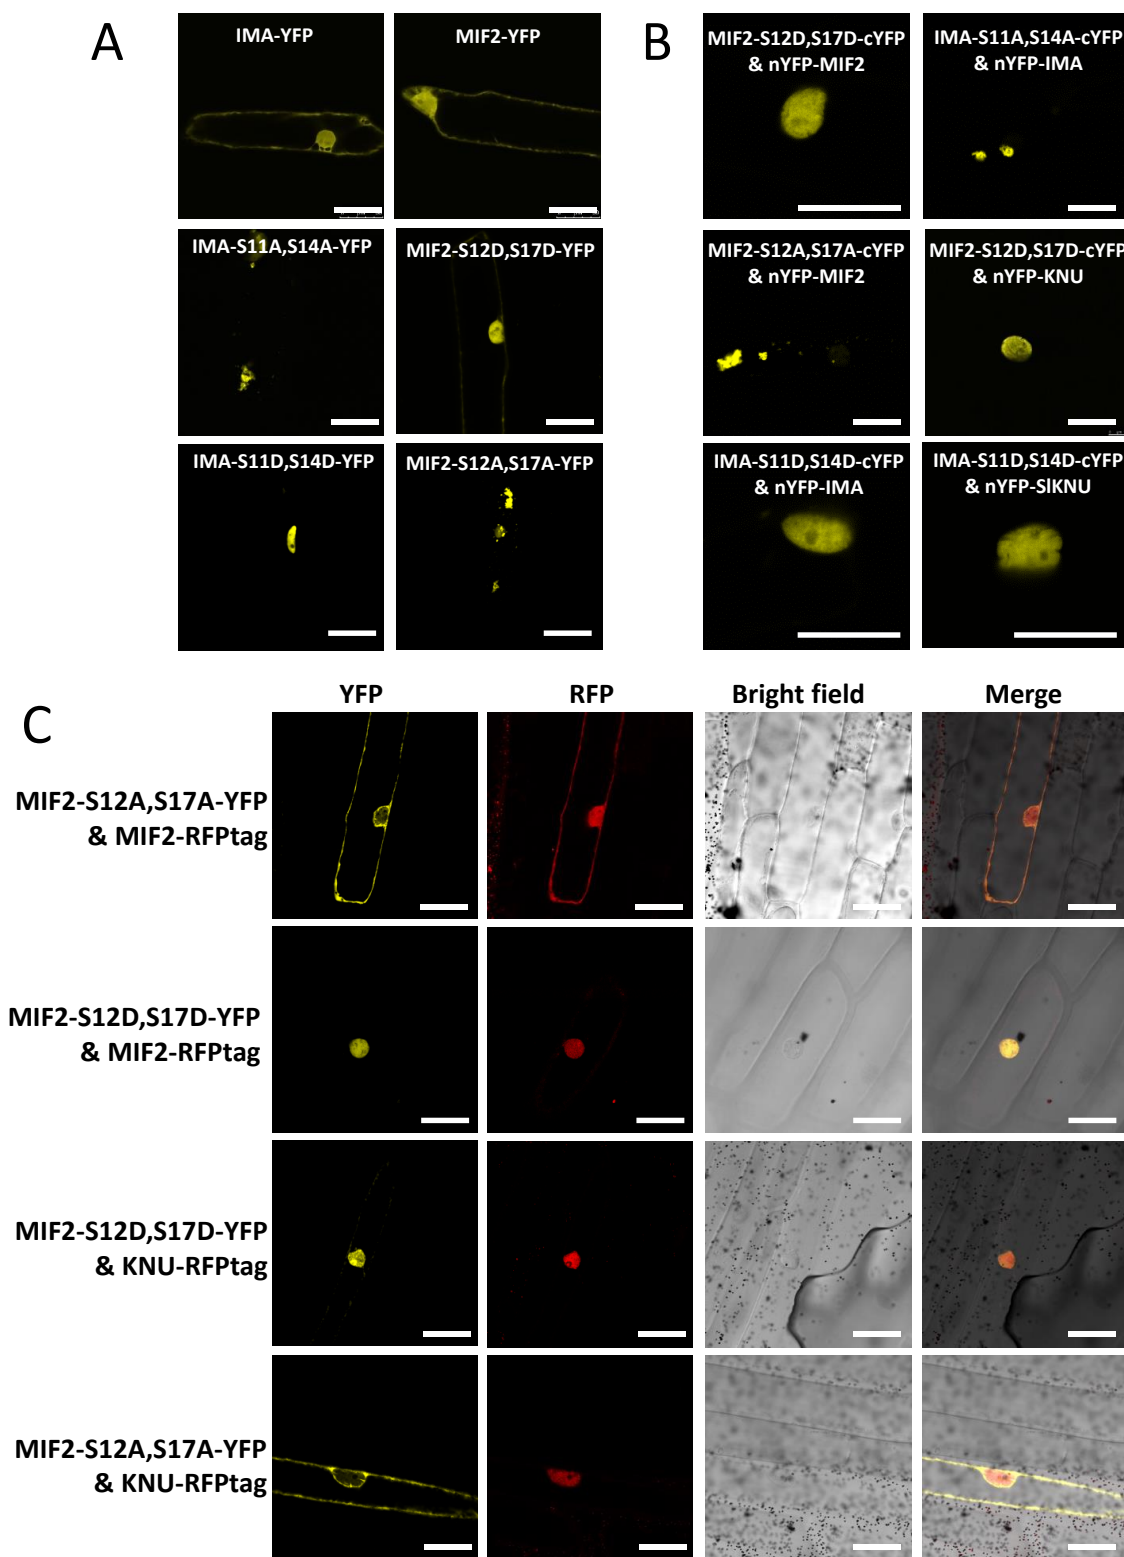 A
B
IMA-YFP
MIF2-YFP
MIF2-S12D,S17D-cYFP
& nYFP-MIF2
IMA-S11A,S14A-cYFP
& nYFP-IMA
IMA-S11A,S14A-YFP
MIF2-S12D,S17D-YFP
MIF2-S12A,S17A-cYFP
& nYFP-MIF2
MIF2-S12D,S17D-cYFP
& nYFP-KNU
IMA-S11D,S14D-YFP
MIF2-S12A,S17A-YFP
IMA-S11D,S14D-cYFP
& nYFP-IMA
IMA-S11D,S14D-cYFP
& nYFP-SlKNU
C
YFP
RFP
Bright field
Merge
MIF2-S12A,S17A-YFP
& MIF2-RFPtag
MIF2-S12D,S17D-YFP
& MIF2-RFPtag
MIF2-S12D,S17D-YFP
& KNU-RFPtag
MIF2-S12A,S17A-YFP
& KNU-RFPtag